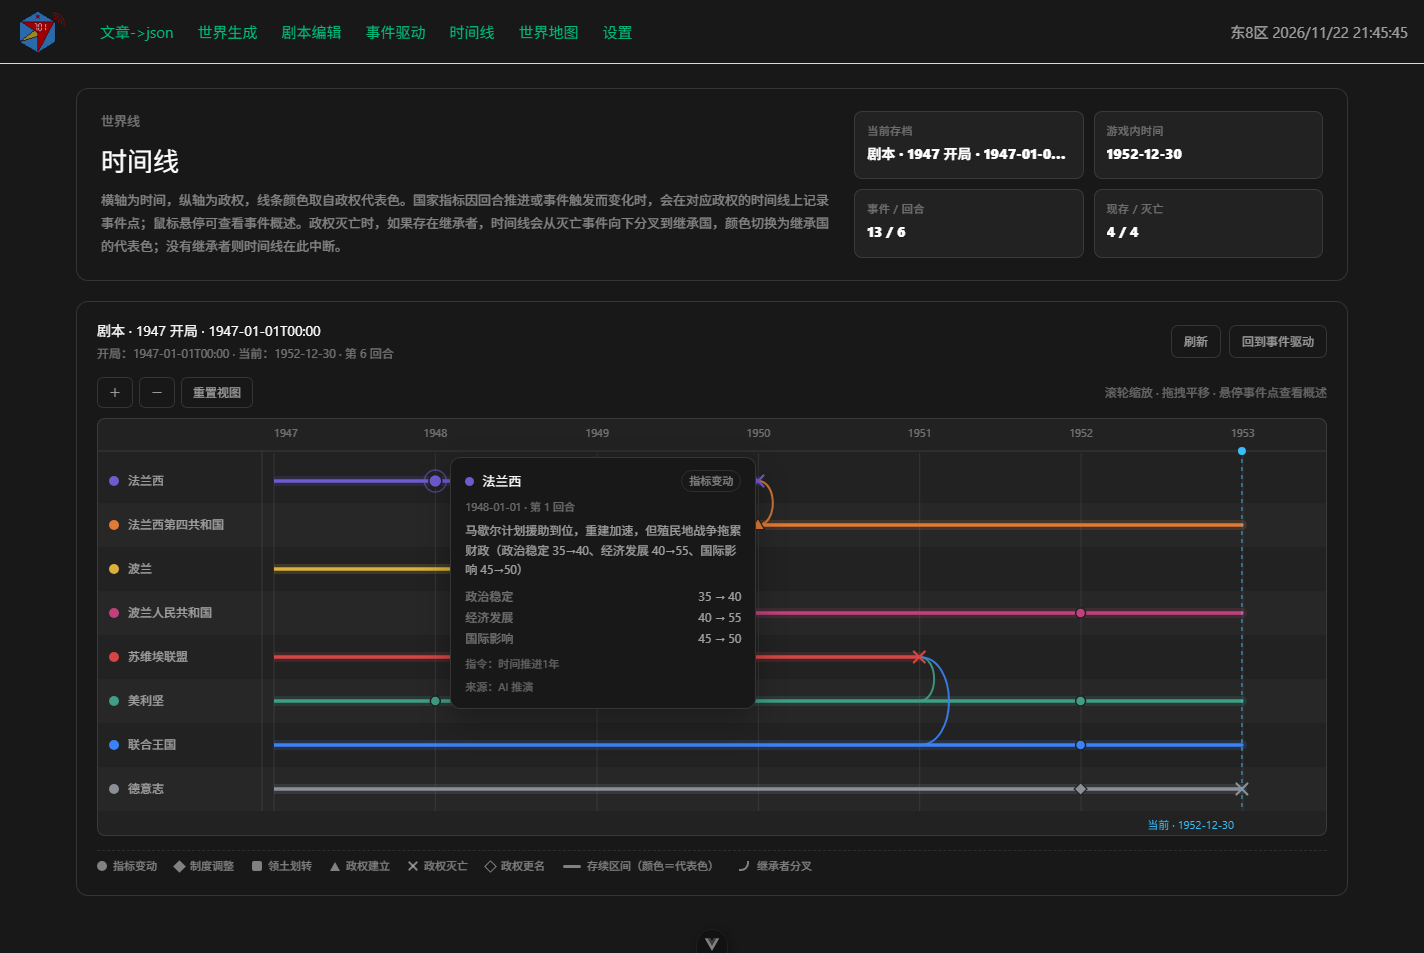 文章->json 世界生成 剧本编辑 事件驱动 时间线 世界地图 设置 东8区 2026/11/22 21:45:45
世界线
时间线
横轴为时间，纵轴为政权，线条颜色取自政权代表色。国家指标因回合推进或事件触发而变化时，会在对应政权的时间线上记录
事件点；鼠标悬停可查看事件概述。政权灭亡时，如果存在继承者，时间线会从灭亡事件向下分叉到继承国，颜色切换为继承国
的代表色；没有继承者则时间线在此中断。
当前存档
剧本 · 1947 开局 · 1947-01-0...
游戏内时间
1952-12-30
事件 / 回合
13 / 6
现存 / 灭亡
4 / 4
剧本 · 1947 开局 · 1947-01-01T00:00
开局：1947-01-01T00:00 · 当前：1952-12-30 · 第 6 回合
刷新 回到事件驱动
+ − 重置视图
滚轮缩放 · 拖拽平移 · 悬停事件点查看概述
1947 1948 1949 1950 1951 1952 1953
法兰西
法兰西第四共和国
波兰
波兰人民共和国
苏维埃联盟
美利坚
联合王国
德意志
法兰西 指标变动
1948-01-01 · 第 1 回合
马歇尔计划援助到位，重建加速，但殖民地战争拖累
财政（政治稳定 35→40、经济发展 40→55、国际影
响 45→50）
政治稳定 35 → 40
经济发展 40 → 55
国际影响 45 → 50
指令：时间推进1年
来源：AI 推演
当前 · 1952-12-30
指标变动 制度调整 领土划转 政权建立 政权灭亡 政权更名 存续区间（颜色＝代表色） 继承者分叉